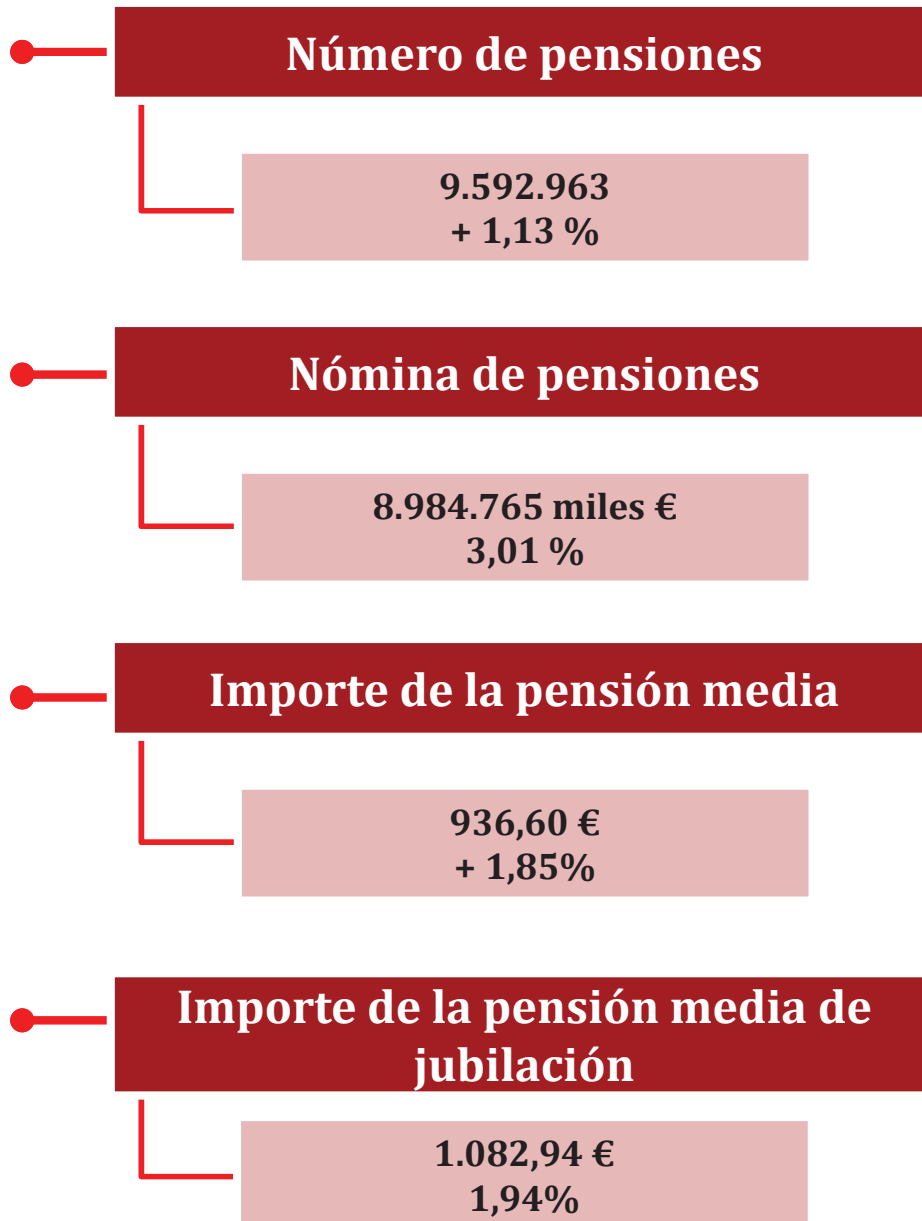 Número de pensiones
9.592.963
+ 1,13 %
Nómina de pensiones
8.984.765 miles €
3,01 %
Importe de la pensión media
936,60 €
+ 1,85%
Importe de la pensión media de
jubilación
1.082,94 €
1,94%